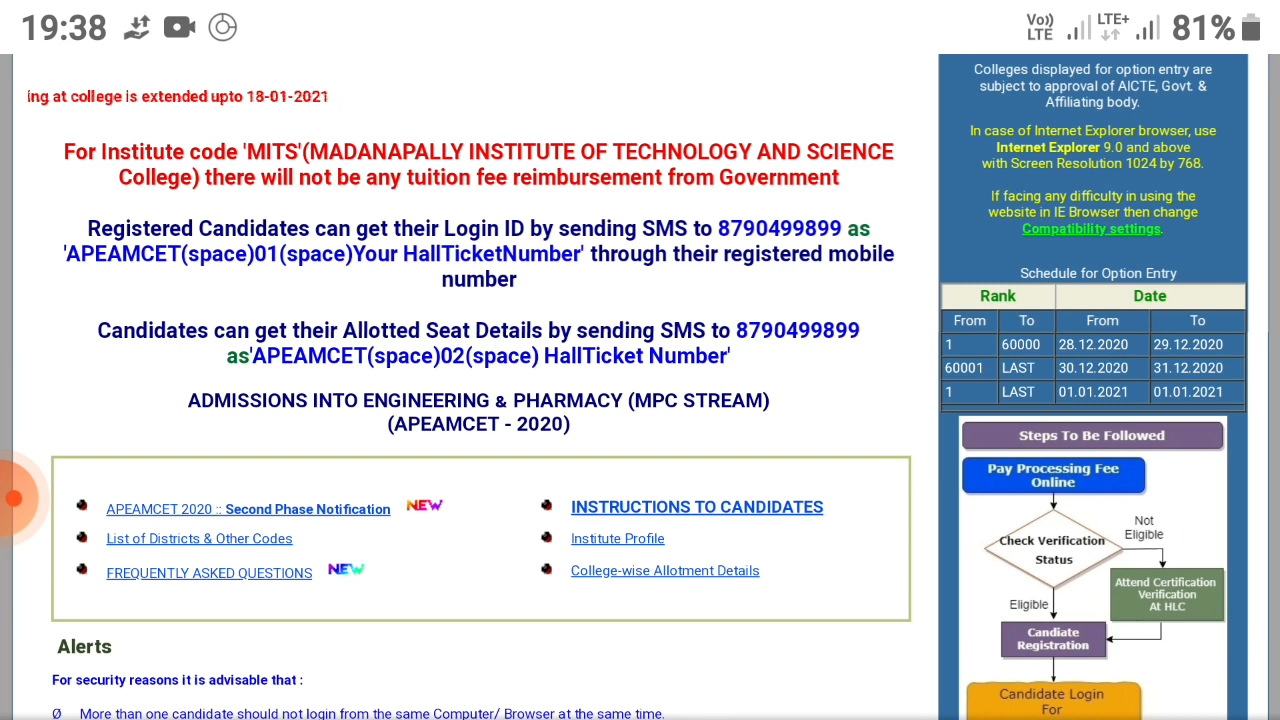 19:38
Vo)) LTE LTE+ 81%
ing at college is extended upto 18-01-2021
For Institute code 'MITS'(MADANAPALLY INSTITUTE OF TECHNOLOGY AND SCIENCE
College) there will not be any tuition fee reimbursement from Government
Registered Candidates can get their Login ID by sending SMS to 8790499899 as
'APEAMCET(space)01(space)Your HallTicketNumber' through their registered mobile
number
Candidates can get their Allotted Seat Details by sending SMS to 8790499899
as'APEAMCET(space)02(space) HallTicket Number'
ADMISSIONS INTO ENGINEERING & PHARMACY (MPC STREAM)
(APEAMCET - 2020)
APEAMCET 2020 :: Second Phase Notification NEW
List of Districts & Other Codes
FREQUENTLY ASKED QUESTIONS NEW
INSTRUCTIONS TO CANDIDATES
Institute Profile
College-wise Allotment Details
Alerts
For security reasons it is advisable that :
Ø More than one candidate should not login from the same Computer/ Browser at the same time.
Colleges displayed for option entry are
subject to approval of AICTE, Govt. &
Affiliating body.
In case of Internet Explorer browser, use
Internet Explorer 9.0 and above
with Screen Resolution 1024 by 768.
If facing any difficulty in using the
website in IE Browser then change
Compatibility settings.
Schedule for Option Entry
Rank Date
From To From To
1 60000 28.12.2020 29.12.2020
60001 LAST 30.12.2020 31.12.2020
1 LAST 01.01.2021 01.01.2021
Steps To Be Followed
Pay Processing Fee
Online
Check Verification
Status
Not
Eligible
Attend Certification
Verification
At HLC
Eligible
Candiate
Registration
Candidate Login
For